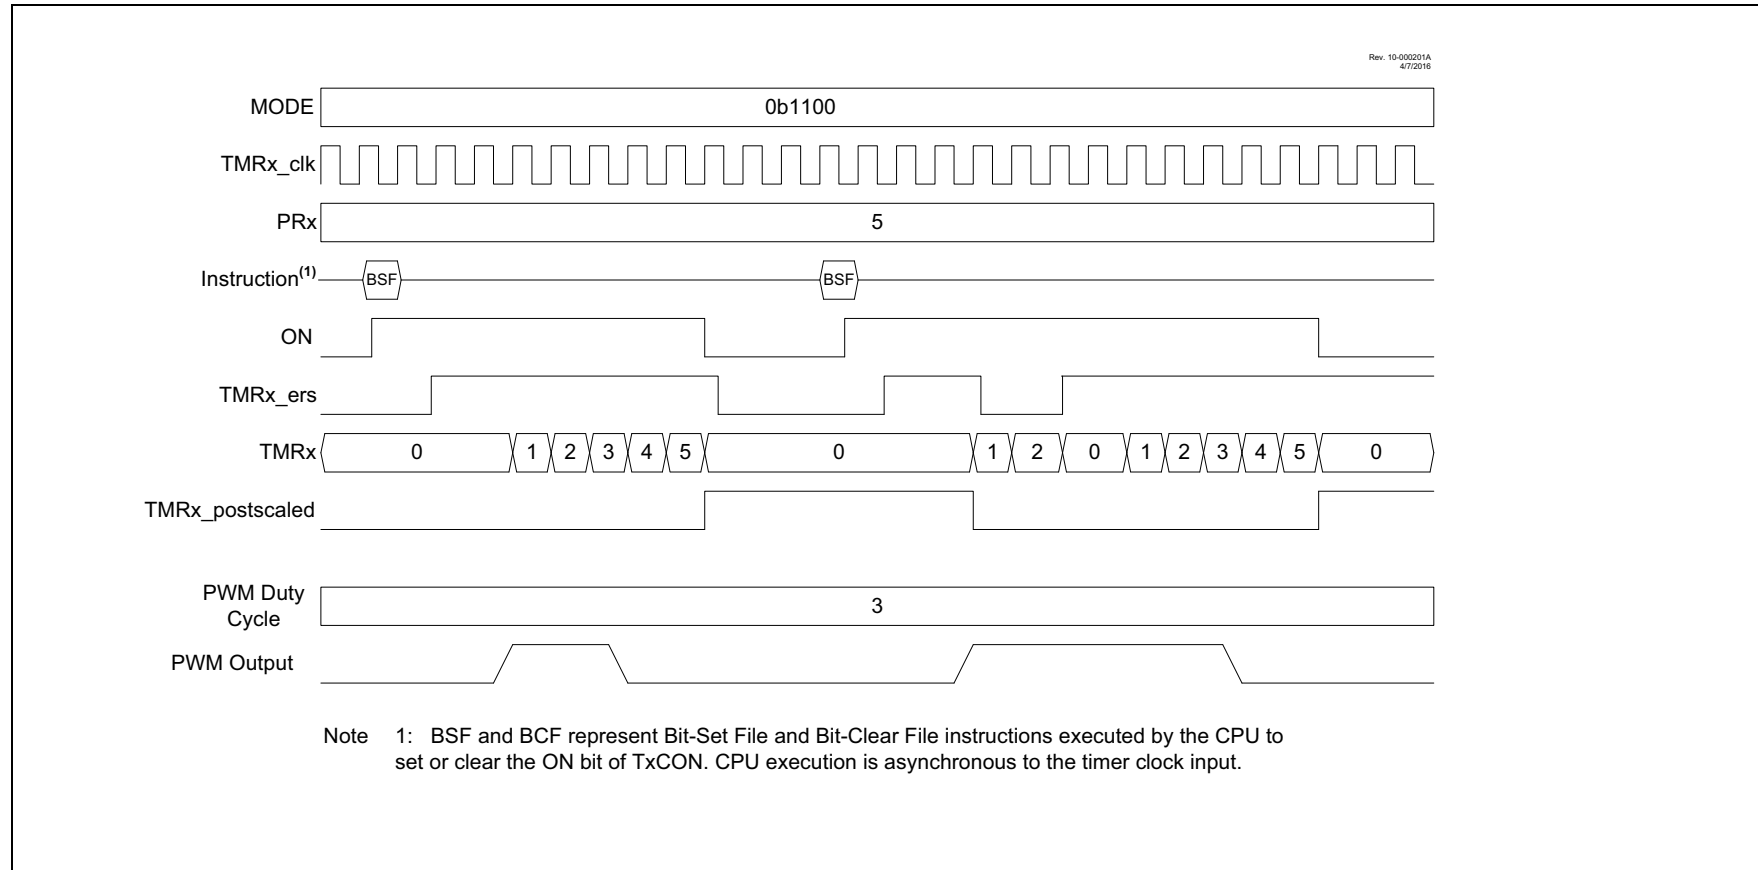 Rev. 10-000201A
4/7/2016
MODE 0b1100
TMRx_clk
PRx 5
Instruction(1) BSF BSF
ON
TMRx_ers
TMRx 0 1 2 3 4 5 0 1 2 0 1 2 3 4 5 0
TMRx_postscaled
PWM Duty
Cycle 3
PWM Output
Note 1: BSF and BCF represent Bit-Set File and Bit-Clear File instructions executed by the CPU to
set or clear the ON bit of TxCON. CPU execution is asynchronous to the timer clock input.